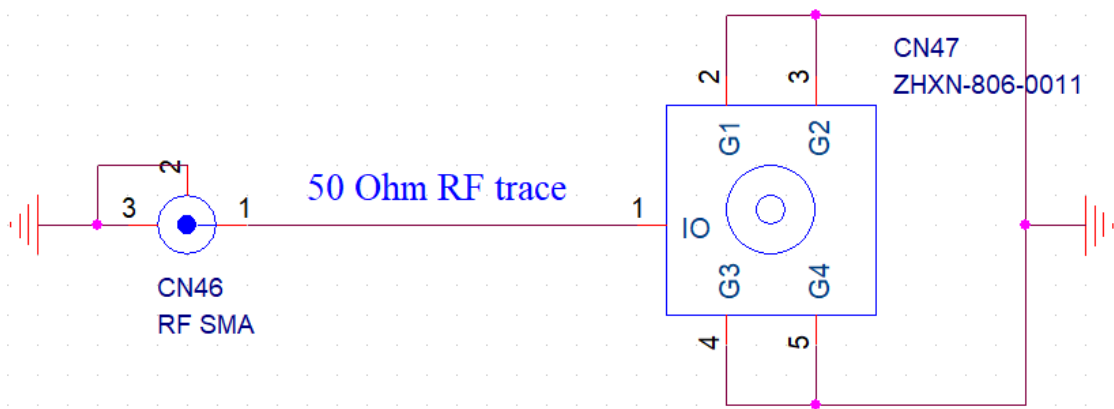 CN47
ZHXN-806-0011
2
3
G1
G2
2
50 Ohm RF trace
3
1
1
IO
G3
G4
CN46
RF SMA
4
5